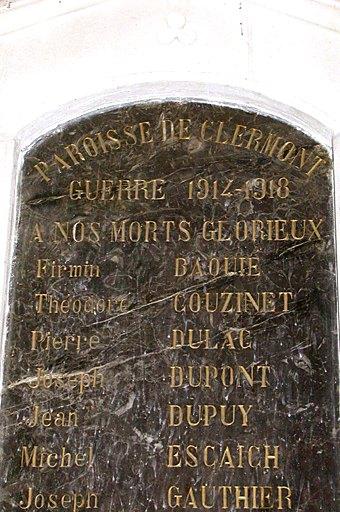 PAROISSE DE CLERMONT
GUERRE 1914-1918
A NOS MORTS GLORIEUX
Firmin BAQUIÉ
Théodore COUZINET
Pierre DULAC
Joseph DUPONT
Jean DUPUY
Michel ESCAICH
Joseph GAUTHIER